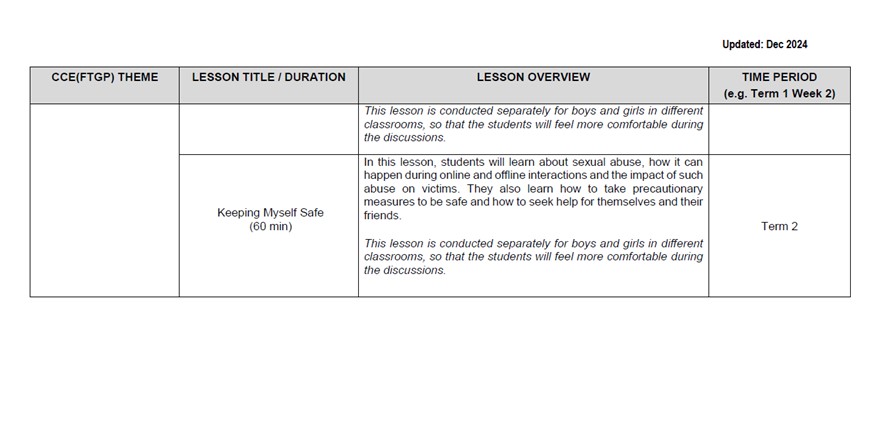 Updated: Dec 2024
CCE(FTGP) THEME
LESSON TITLE / DURATION
LESSON OVERVIEW
TIME PERIOD
(e.g. Term 1 Week 2)
This lesson is conducted separately for boys and girls in different
classrooms, so that the students will feel more comfortable during
the discussions.
Keeping Myself Safe
(60 min)
In this lesson, students will learn about sexual abuse, how it can
happen during online and offline interactions and the impact of such
abuse on victims. They also learn how to take precautionary
measures to be safe and how to seek help for themselves and their
friends.
This lesson is conducted separately for boys and girls in different
classrooms, so that the students will feel more comfortable during
the discussions.
Term 2